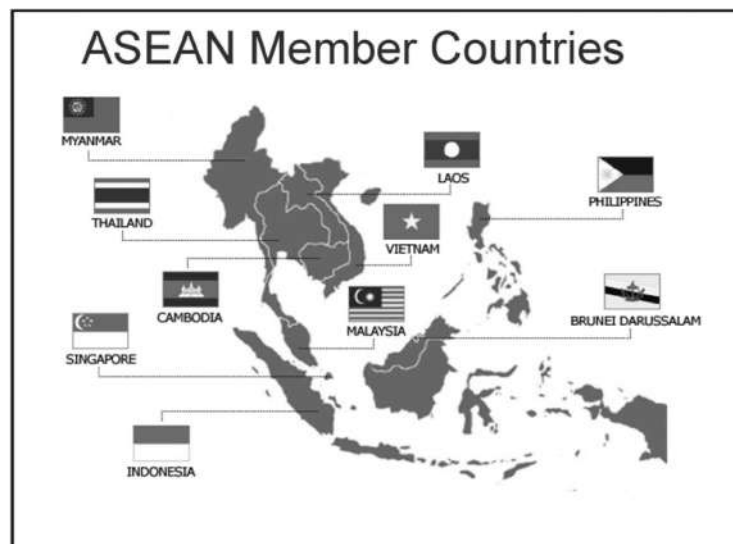 ASEAN Member Countries
MYANMAR
LAOS
PHILIPPINES
THAILAND
VIETNAM
CAMBODIA
MALAYSIA
BRUNEI DARUSSALAM
SINGAPORE
INDONESIA